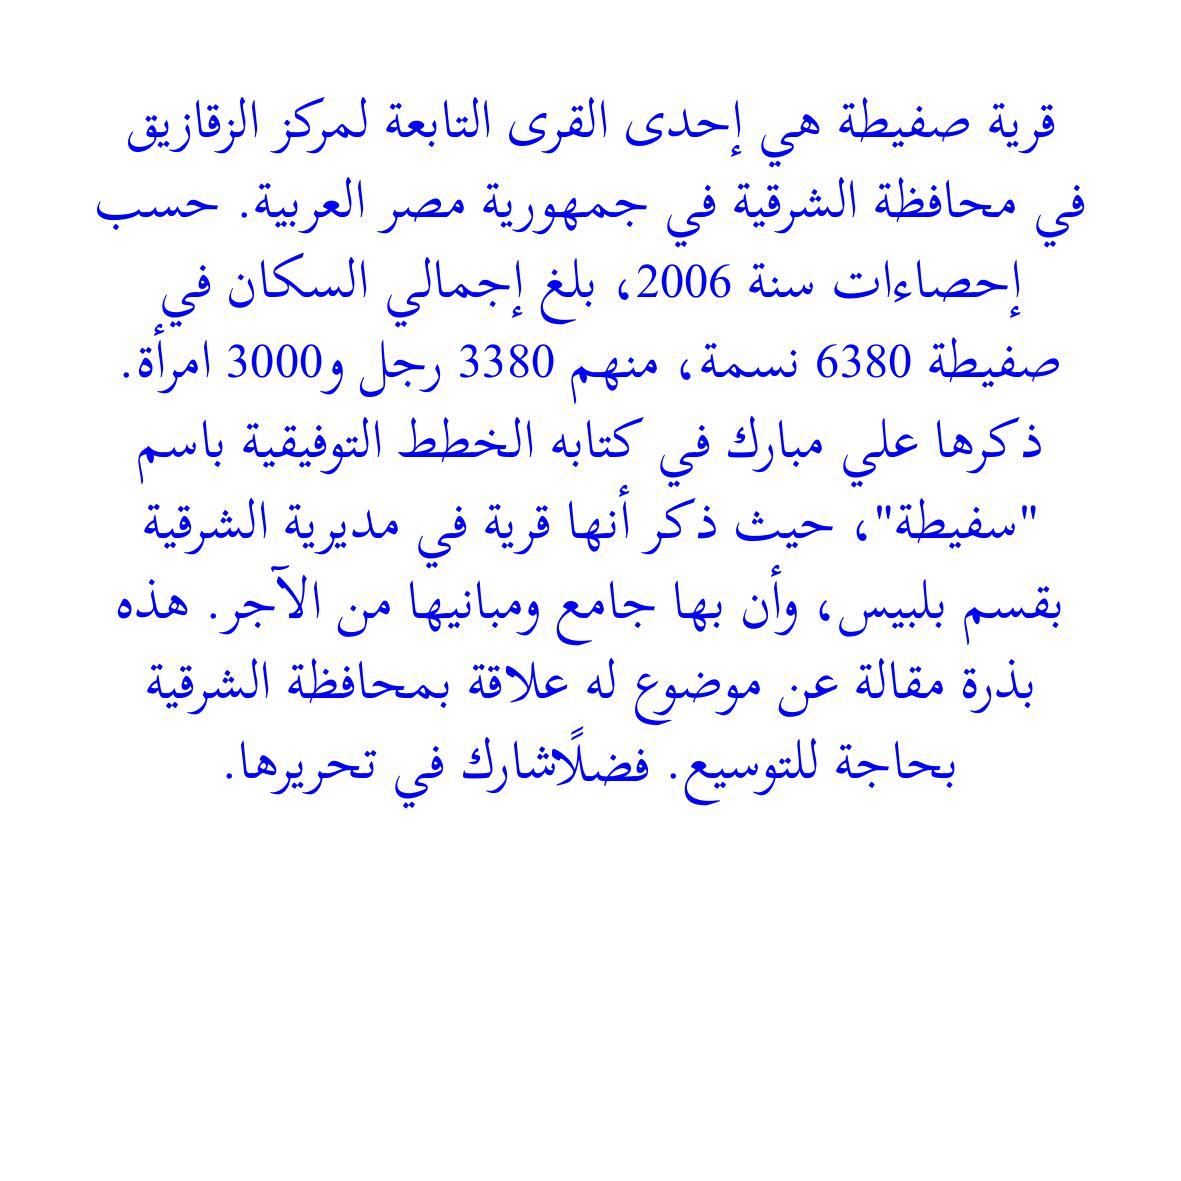 قرية صفيطة هي إحدى القرى التابعة لمركز الزقازيق
في محافظة الشرقية في جمهورية مصر العربية. حسب
إحصاءات سنة 2006، بلغ إجمالي السكان في
صفيطة 6380 نسمة، منهم 3380 رجل و3000 امرأة.
ذكرها علي مبارك في كتابه الخطط التوفيقية باسم
"سفيطة"، حيث ذكر أنها قرية في مديرية الشرقية
بقسم بلبيس، وأن بها جامع ومبانيها من الآجر. هذه
بذرة مقالة عن موضوع له علاقة بمحافظة الشرقية
بحاجة للتوسيع. فضلًاشارك في تحريرها.